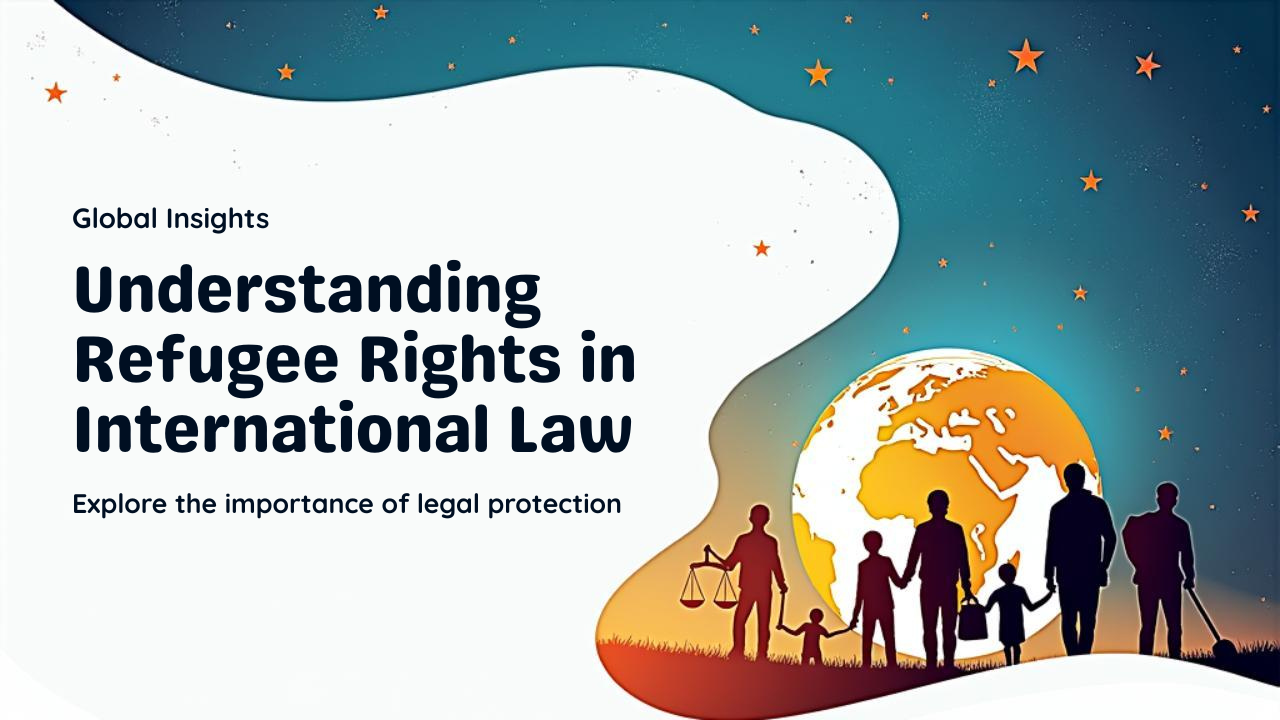 Global Insights
Understanding
Refugee Rights in
International Law
Explore the importance of legal protection